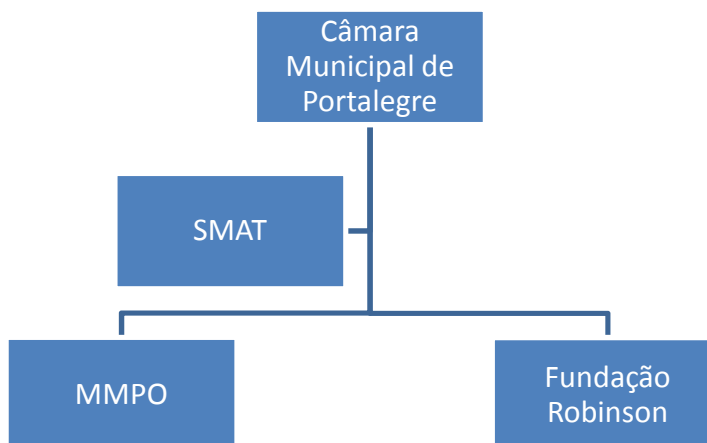 Câmara
Municipal de
Portalegre
SMAT
MMPO
Fundação
Robinson